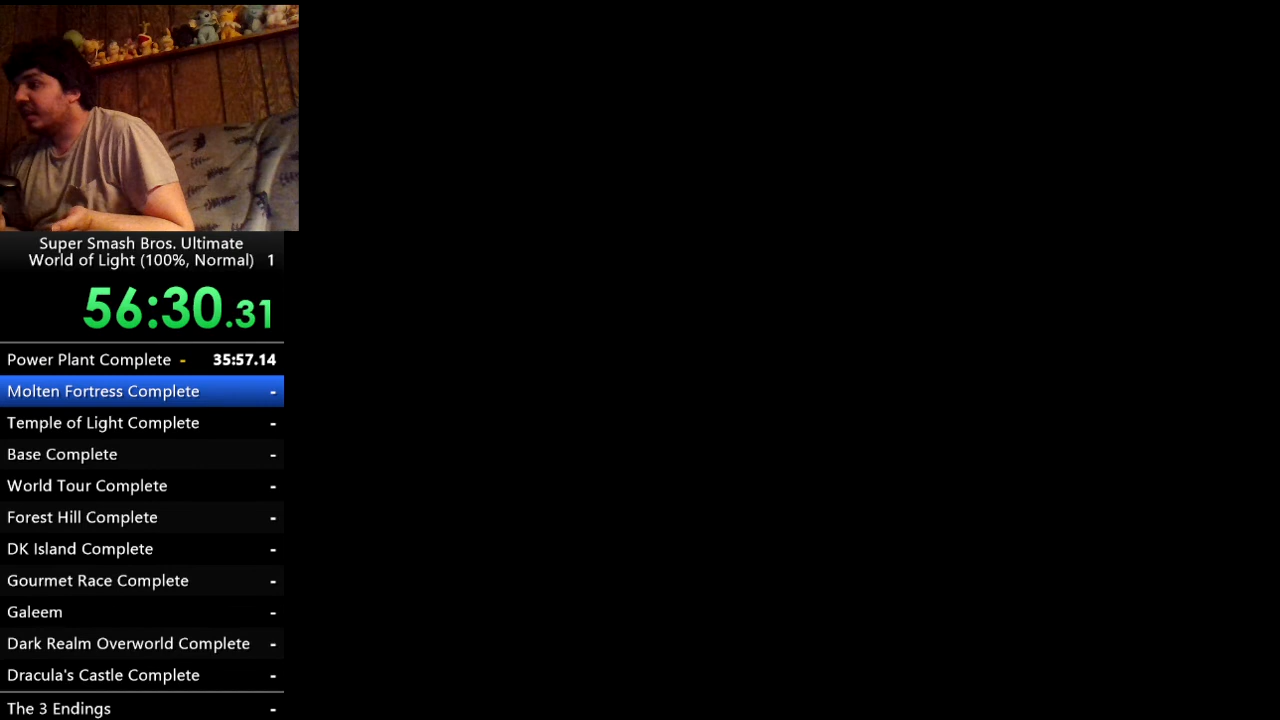 Super Smash Bros. Ultimate
World of Light (100%, Normal) 1
56:30.31
Power Plant Complete - 35:57.14
Molten Fortress Complete -
Temple of Light Complete -
Base Complete -
World Tour Complete -
Forest Hill Complete -
DK Island Complete -
Gourmet Race Complete -
Galeem -
Dark Realm Overworld Complete -
Dracula's Castle Complete -
The 3 Endings -